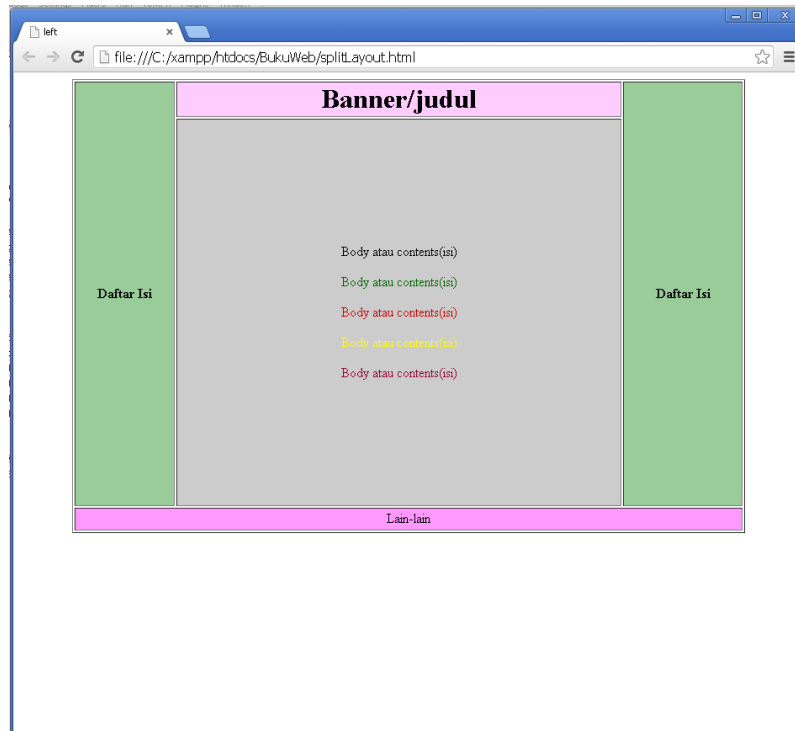 left
file:///C:/xampp/htdocs/BukuWeb/splitLayout.html
Banner/judul
Daftar Isi
Body atau contents(isi)
Body atau contents(isi)
Body atau contents(isi)
Body atau contents(isi)
Body atau contents(isi)
Daftar Isi
Lain-lain